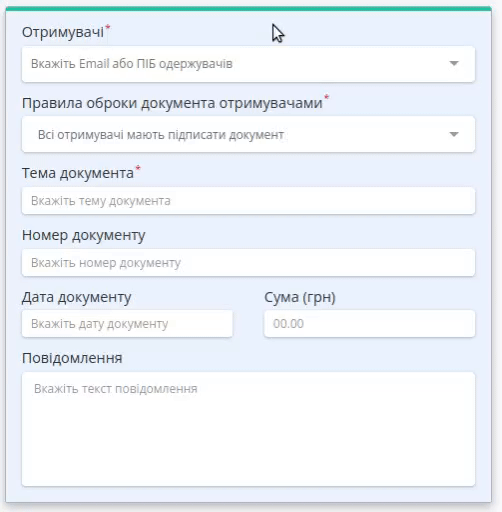 Отримувачі*
Вкажіть Email або ПІБ одержувачів
Правила оброки документа отримувачами*
Всі отримувачі мають підписати документ
Тема документа*
Вкажіть тему документа
Номер документу
Вкажіть номер документу
Дата документу Сума (грн)
Вкажіть дату документу 00.00
Повідомлення
Вкажіть текст повідомлення